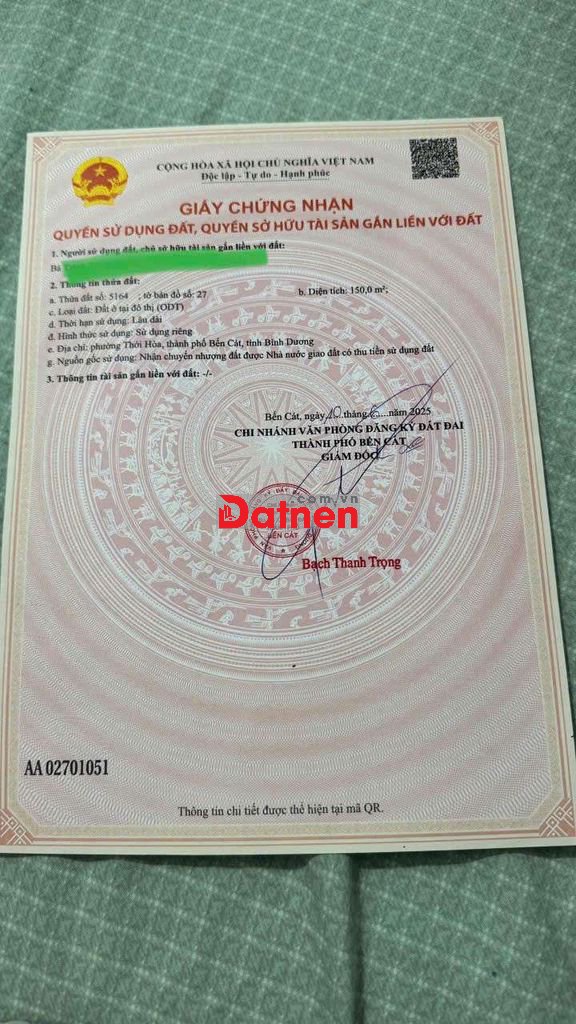 CỘNG HÒA XÃ HỘI CHỦ NGHĨA VIỆT NAM
Độc lập - Tự do - Hạnh phúc
GIẤY CHỨNG NHẬN
QUYỀN SỬ DỤNG ĐẤT, QUYỀN SỞ HỮU TÀI SẢN GẮN LIỀN VỚI ĐẤT
1. Người sử dụng đất, chủ sở hữu tài sản gắn liền với đất:
Bà
2. Thông tin thửa đất:
a. Thửa đất số: 5164 ; tờ bản đồ số: 27 b. Diện tích: 150,0 m²;
c. Loại đất: Đất ở tại đô thị (ODT)
d. Thời hạn sử dụng: Lâu dài
đ. Hình thức sử dụng: Sử dụng riêng
e. Địa chỉ: phường Thới Hòa, thành phố Bến Cát, tỉnh Bình Dương
g. Nguồn gốc sử dụng: Nhận chuyển nhượng đất được Nhà nước giao đất có thu tiền sử dụng đất
3. Thông tin tài sản gắn liền với đất: -/-
Bến Cát, ngày tháng 6 năm 2025
CHI NHÁNH VĂN PHÒNG ĐĂNG KÝ ĐẤT ĐAI
THÀNH PHỐ BẾN CÁT
GIÁM ĐỐC
.com.vn
Datnen
BẾN CÁT
Bạch Thanh Trọng
AA 02701051
Thông tin chi tiết được thể hiện tại mã QR.